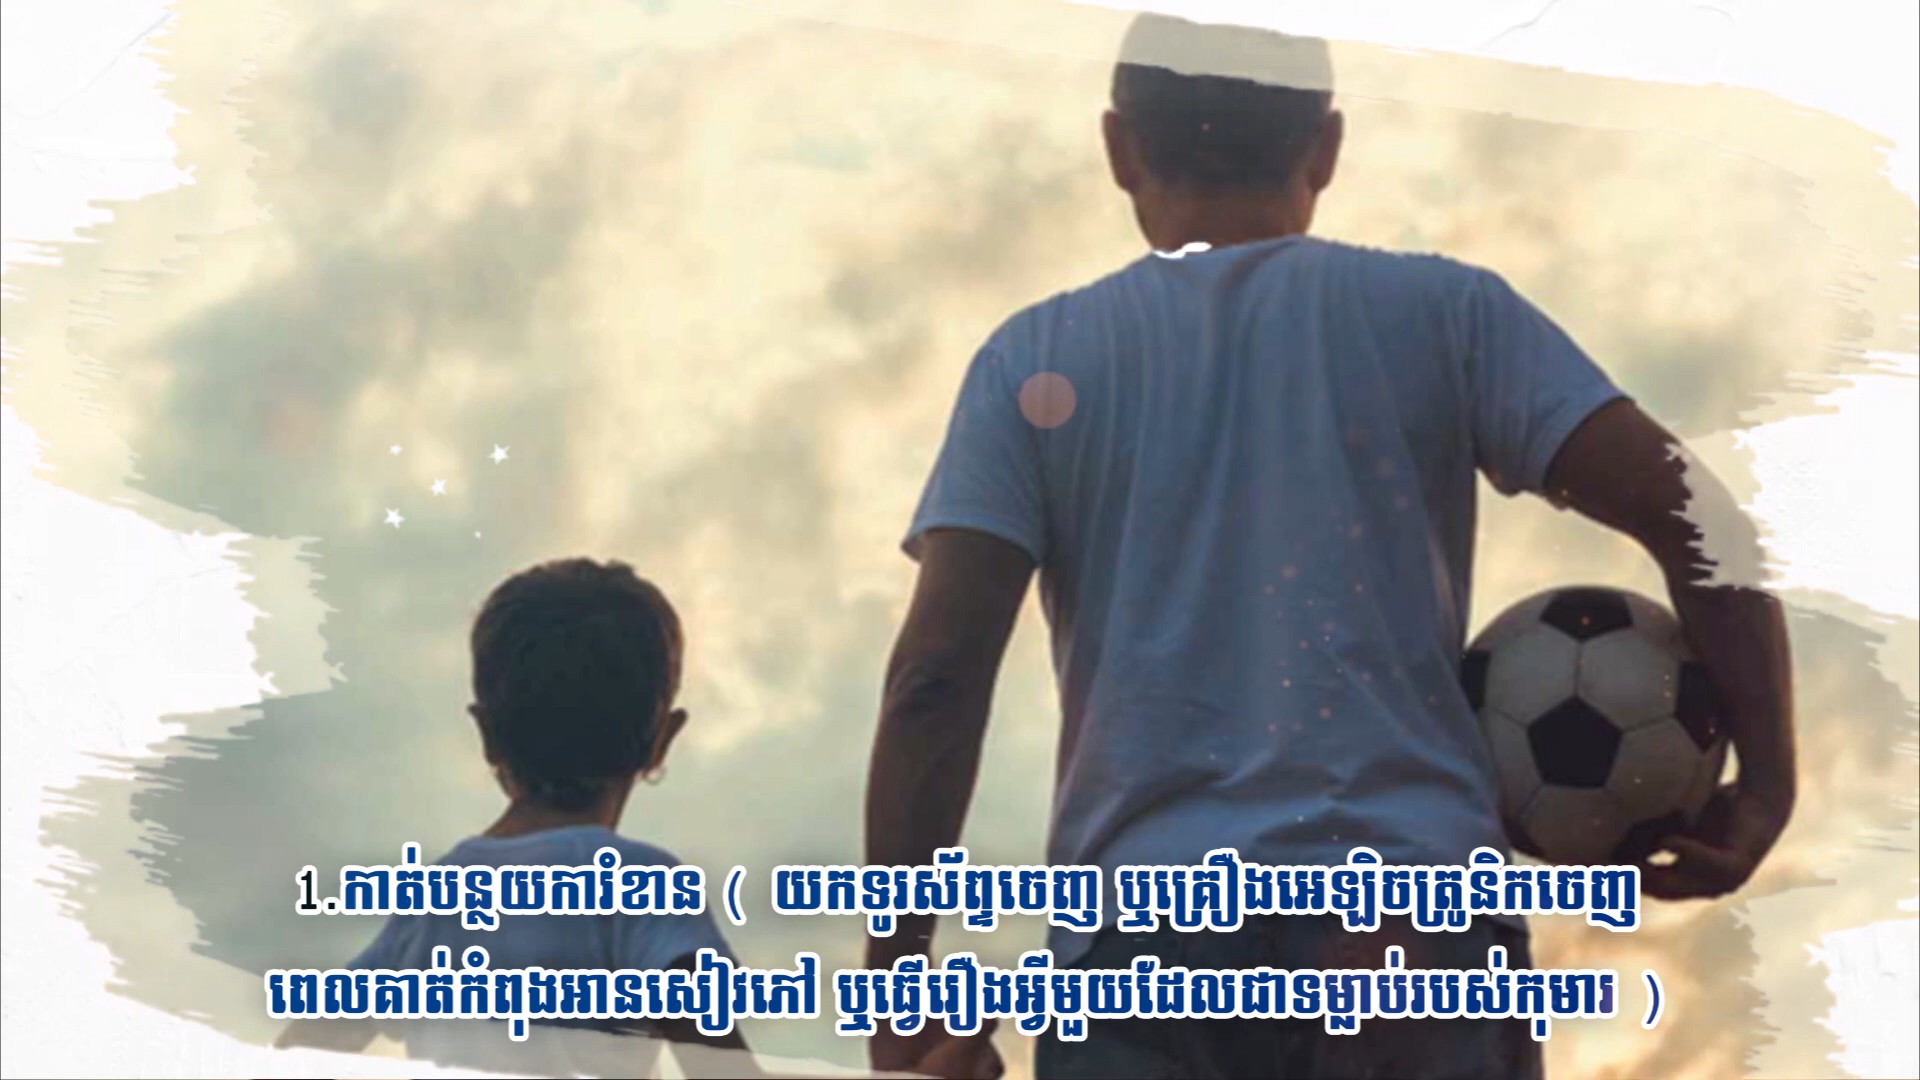 1.កាត់បន្ថយការរំខាន ( យកទូរស័ព្ទចេញ ឬគ្រឿងអេឡិចត្រូនិកចេញ
ពេលគាត់កំពុងអានសៀវភៅ ឬធ្វើរឿងអ្វីមួយដែលជាទម្លាប់របស់កុមារ )